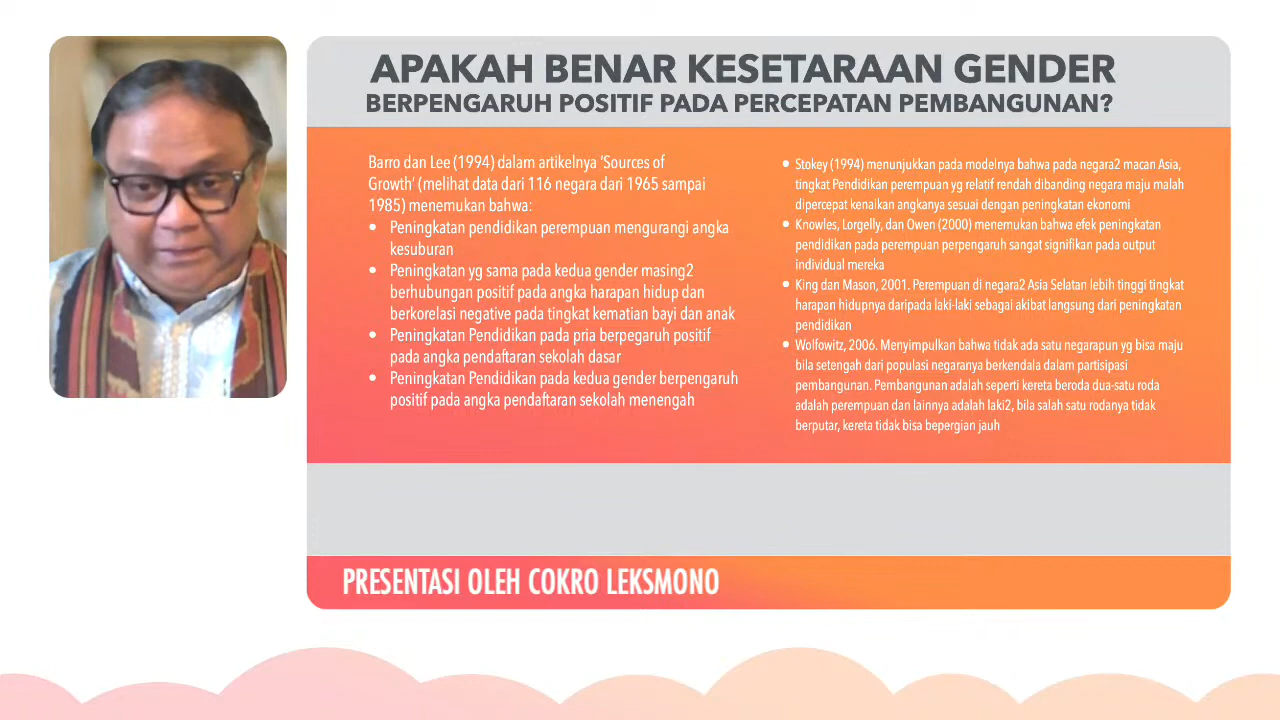 APAKAH BENAR KESETARAAN GENDER
BERPENGARUH POSITIF PADA PERCEPATAN PEMBANGUNAN?
Barro dan Lee (1994) dalam artikelnya ‘Sources of
Growth’ (melihat data dari 116 negara dari 1965 sampai
1985) menemukan bahwa:
• Peningkatan pendidikan perempuan mengurangi angka
kesuburan
• Peningkatan yg sama pada kedua gender masing2
berhubungan positif pada angka harapan hidup dan
berkorelasi negative pada tingkat kematian bayi dan anak
• Peningkatan Pendidikan pada pria berpegaruh positif
pada angka pendaftaran sekolah dasar
• Peningkatan Pendidikan pada kedua gender berpengaruh
positif pada angka pendaftaran sekolah menengah
• Stokey (1994) menunjukkan pada modelnya bahwa pada negara2 macan Asia,
tingkat Pendidikan perempuan yg relatif rendah dibanding negara maju malah
dipercepat kenaikan angkanya sesuai dengan peningkatan ekonomi
• Knowles, Lorgelly, dan Owen (2000) menemukan bahwa efek peningkatan
pendidikan pada perempuan perpengaruh sangat signifikan pada output
individual mereka
• King dan Mason, 2001. Perempuan di negara2 Asia Selatan lebih tinggi tingkat
harapan hidupnya daripada laki-laki sebagai akibat langsung dari peningkatan
pendidikan
• Wolfowitz, 2006. Menyimpulkan bahwa tidak ada satu negarapun yg bisa maju
bila setengah dari populasi negaranya berkendala dalam partisipasi
pembangunan. Pembangunan adalah seperti kereta beroda dua-satu roda
adalah perempuan dan lainnya adalah laki2, bila salah satu rodanya tidak
berputar, kereta tidak bisa bepergian jauh
PRESENTASI OLEH COKRO LEKSMONO